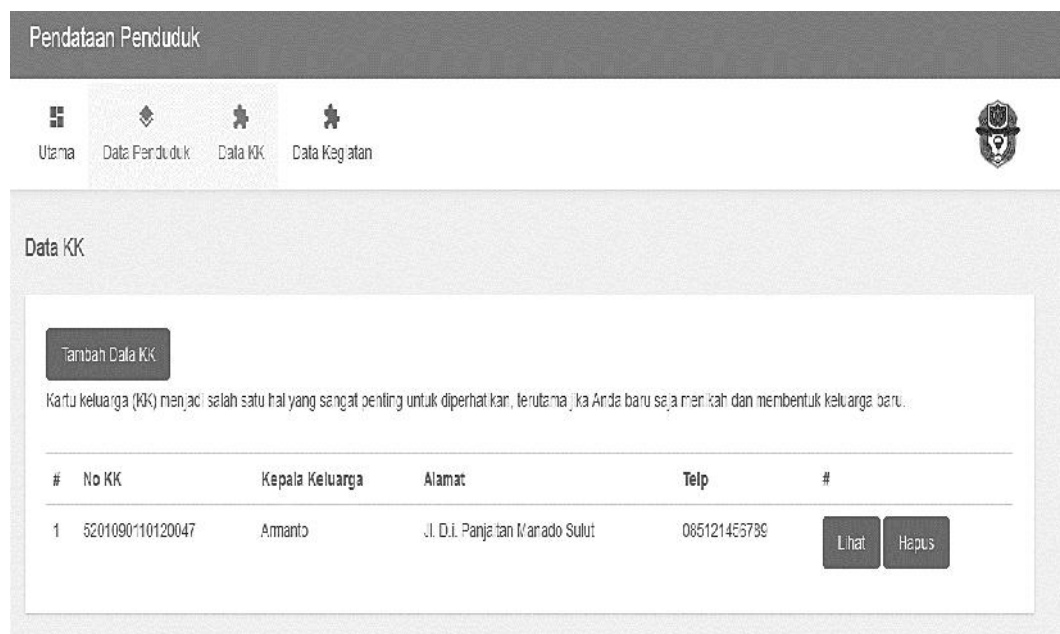 Pendataan Penduduk
Utama Data Penduduk Data KK Data Kegiatan
Data KK
Tambah Data KK
Kartu keluarga (KK) menjadi salah satu hal yang sangat penting untuk diperhatikan, terutama jika Anda baru saja menikah dan membentuk keluarga baru.
# No KK Kepala Keluarga Alamat Telp #
1 5201090110120047 Armanto Jl. D.i. Panjaitan Manado Sulut 085121456789 Lihat Hapus